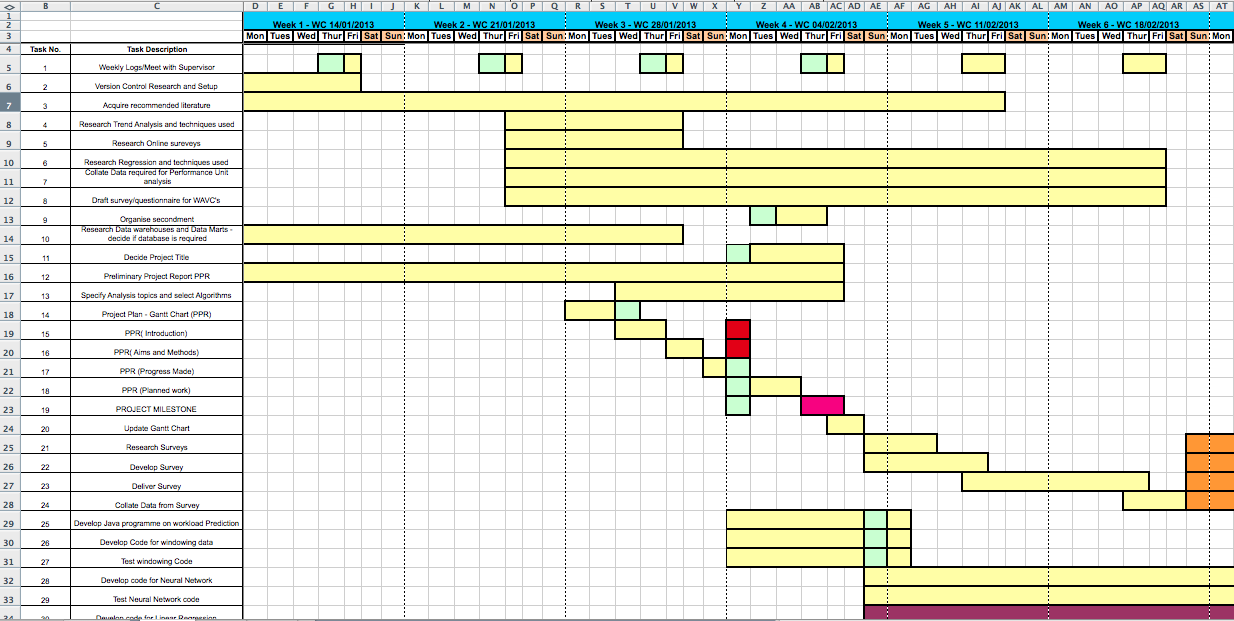 <> B C D E F G H I J K L M N O P Q R S T U V W X Y Z AA AB AC AD AE AF AG AH AI AJ AK AL AM AN AO AP AQ AR AS AT
1
2 Week 1 - WC 14/01/2013 Week 2 - WC 21/01/2013 Week 3 - WC 28/01/2013 Week 4 - WC 04/02/2013 Week 5 - WC 11/02/2013 Week 6 - WC 18/02/2013
3 Mon Tues Wed Thur Fri Sat Sun Mon Tues Wed Thur Fri Sat Sun Mon Tues Wed Thur Fri Sat Sun Mon Tues Wed Thur Fri Sat Sun Mon Tues Wed Thur Fri Sat Sun Mon Tues Wed Thur Fri Sat Sun Mon
4 Task No. Task Description
5 1 Weekly Logs/Meet with Supervisor
6 2 Version Control Research and Setup
7 3 Acquire recommended literature
8 4 Research Trend Analysis and techniques used
9 5 Research Online sureveys
10 6 Research Regression and techniques used
11 7 Collate Data required for Performance Unit
analysis
12 8 Draft survey/questionnaire for WAVC's
13 9 Organise secondment
14 10 Research Data warehouses and Data Marts -
decide if database is required
15 11 Decide Project Title
16 12 Preliminary Project Report PPR
17 13 Specify Analysis topics and select Algorithms
18 14 Project Plan - Gantt Chart (PPR)
19 15 PPR( Introduction)
20 16 PPR( Aims and Methods)
21 17 PPR (Progress Made)
22 18 PPR (Planned work)
23 19 PROJECT MILESTONE
24 20 Update Gantt Chart
25 21 Research Surveys
26 22 Develop Survey
27 23 Deliver Survey
28 24 Collate Data from Survey
29 25 Develop Java programme on workload Prediction
30 26 Develop Code for windowing data
31 27 Test windowing Code
32 28 Develop code for Neural Network
33 29 Test Neural Network code
34 30 Develop code for Linear Regression